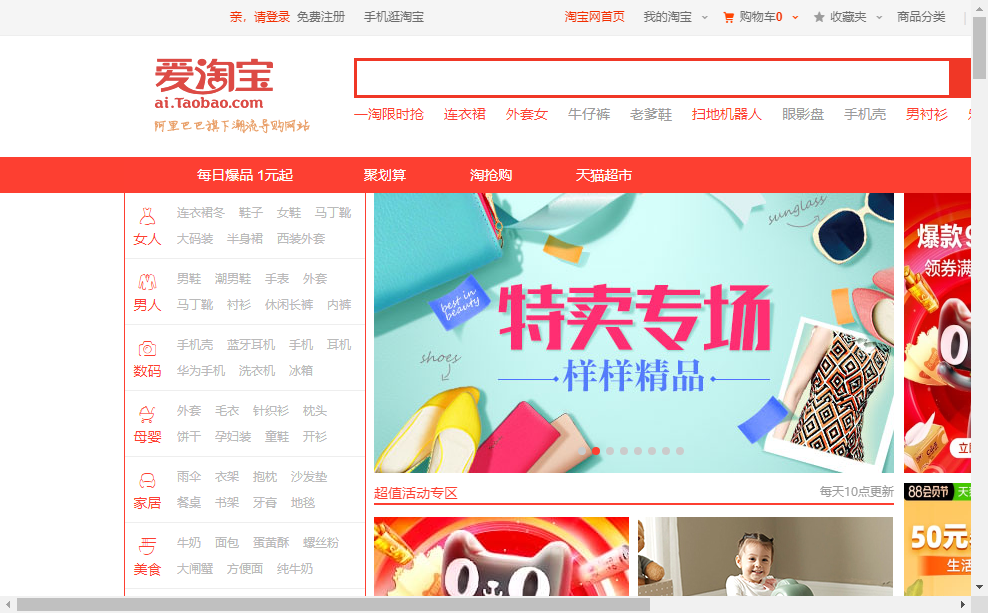 亲，请登录 免费注册 手机逛淘宝 淘宝网首页 我的淘宝 购物车0 收藏夹 商品分类
爱淘宝
ai.Taobao.com
阿里巴巴旗下潮流导购网站
一淘限时抢 连衣裙 外套女 牛仔裤 老爹鞋 扫地机器人 眼影盘 手机壳 男衬衫
每日爆品 1元起 聚划算 淘抢购 天猫超市
女人
连衣裙冬 鞋子 女鞋 马丁靴
大码装 半身裙 西装外套
男人
男鞋 潮男鞋 手表 外套
马丁靴 衬衫 休闲长裤 内裤
数码
手机壳 蓝牙耳机 手机 耳机
华为手机 洗衣机 冰箱
母婴
外套 毛衣 针织衫 枕头
饼干 孕妇装 童鞋 开衫
家居
雨伞 衣架 抱枕 沙发垫
餐桌 书架 牙膏 地毯
美食
牛奶 面包 蛋黄酥 螺丝粉
大闸蟹 方便面 纯牛奶
sunglass
best in
beauty
特卖专场
样样精品
shoes
爆款9
领券满
立即
88会员节 天
50元
生活
超值活动专区 每天10点更新